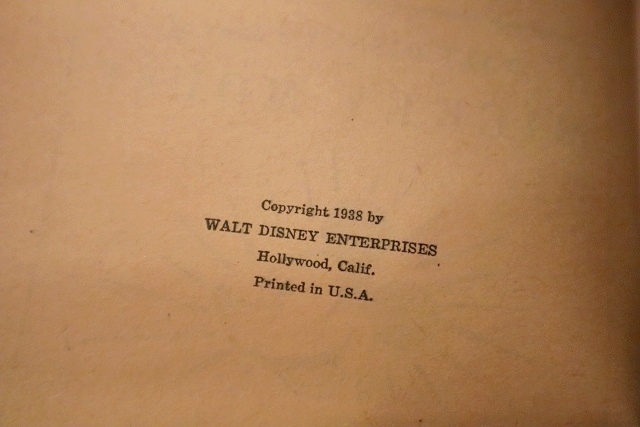 Copyright 1938 by
WALT DISNEY ENTERPRISES
Hollywood, Calif.
Printed in U.S.A.